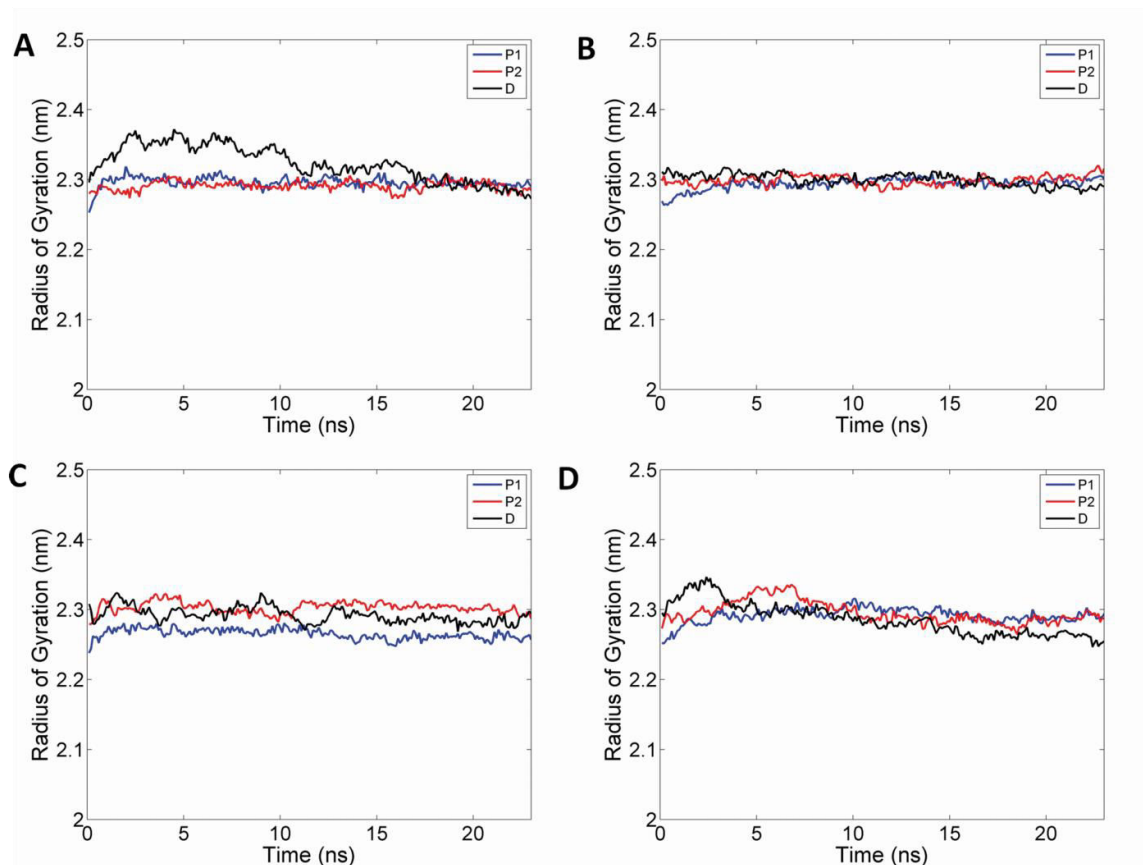 A
2.5
2.4
2.3
2.2
2.1
2
Radius of Gyration (nm)
0 5 10 15 20
Time (ns)
P1
P2
D
B
2.5
2.4
2.3
2.2
2.1
2
Radius of Gyration (nm)
0 5 10 15 20
Time (ns)
P1
P2
D
C
2.5
2.4
2.3
2.2
2.1
2
Radius of Gyration (nm)
0 5 10 15 20
Time (ns)
P1
P2
D
D
2.5
2.4
2.3
2.2
2.1
2
Radius of Gyration (nm)
0 5 10 15 20
Time (ns)
P1
P2
D